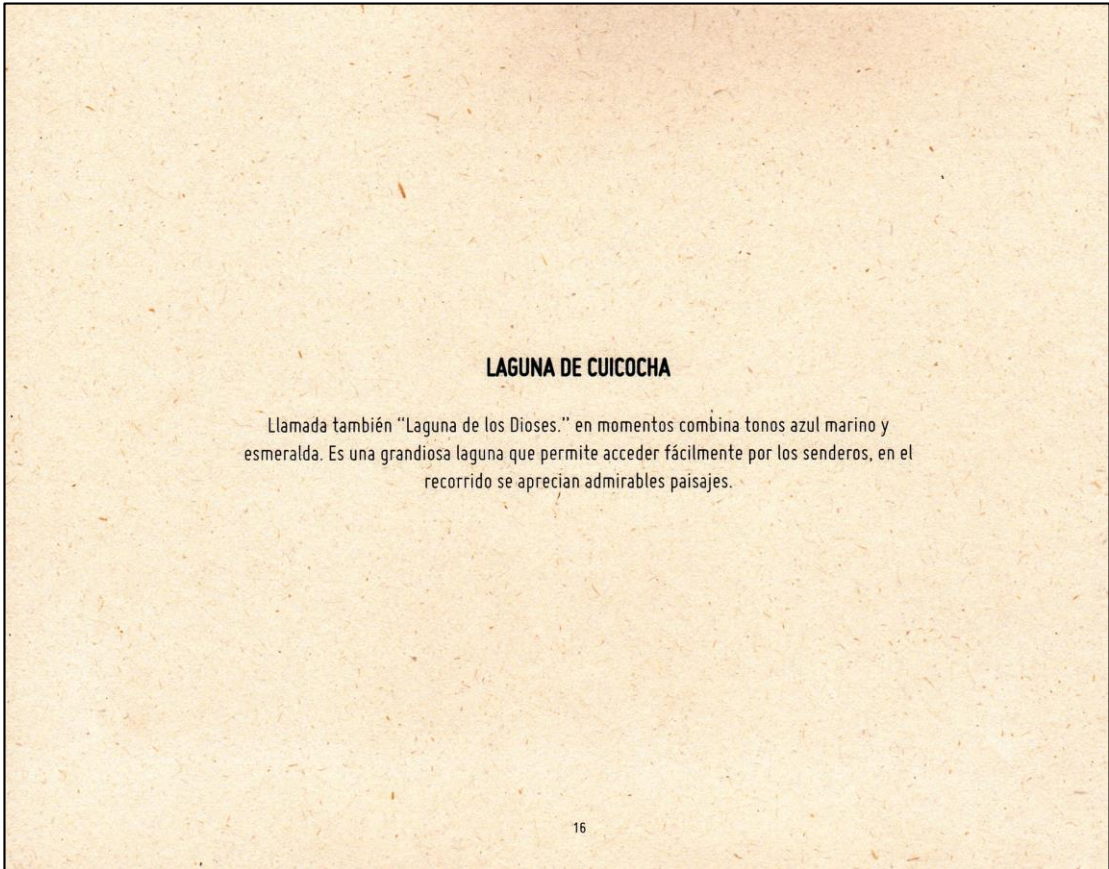 LAGUNA DE CUICOCHA
Llamada también “Laguna de los Dioses.” en momentos combina tonos azul marino y
esmeralda. Es una grandiosa laguna que permite acceder fácilmente por los senderos, en el
recorrido se aprecian admirables paisajes.
16